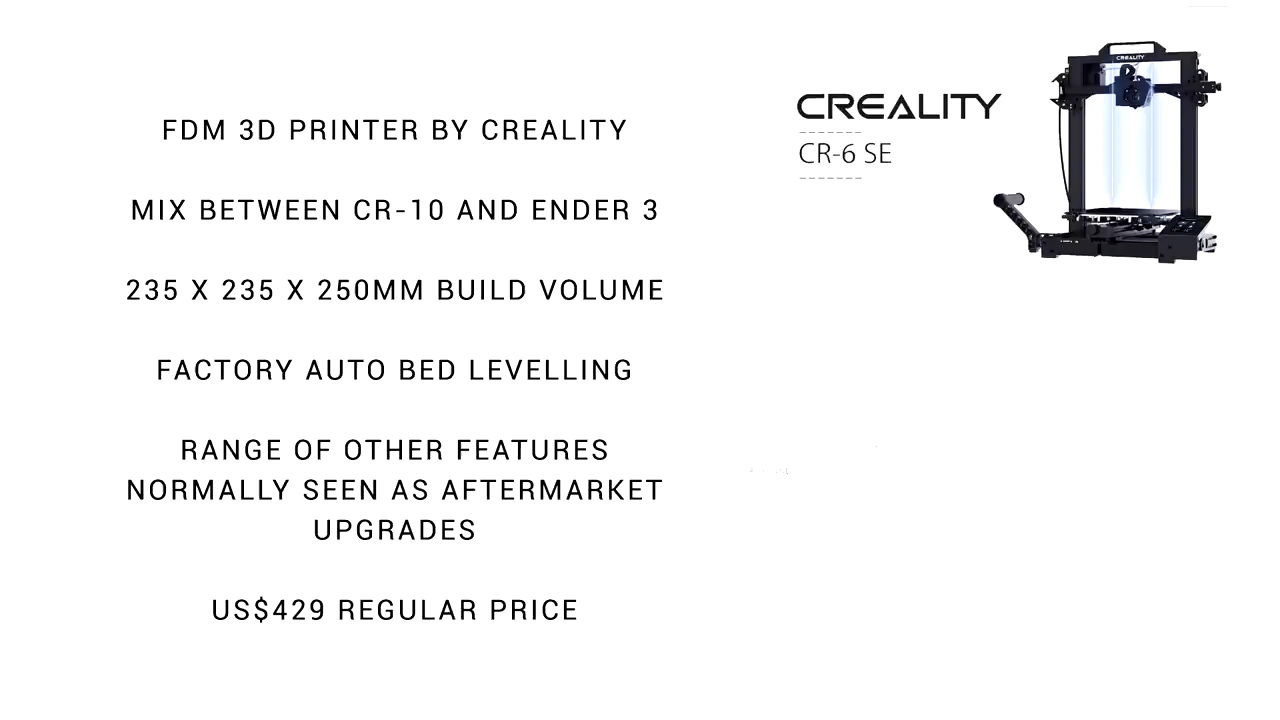 FDM 3D PRINTER BY CREALITY
MIX BETWEEN CR-10 AND ENDER 3
235 X 235 X 250MM BUILD VOLUME
FACTORY AUTO BED LEVELLING
RANGE OF OTHER FEATURES
NORMALLY SEEN AS AFTERMARKET
UPGRADES
US$429 REGULAR PRICE
CREALITY
CR-6 SE
CREALITY